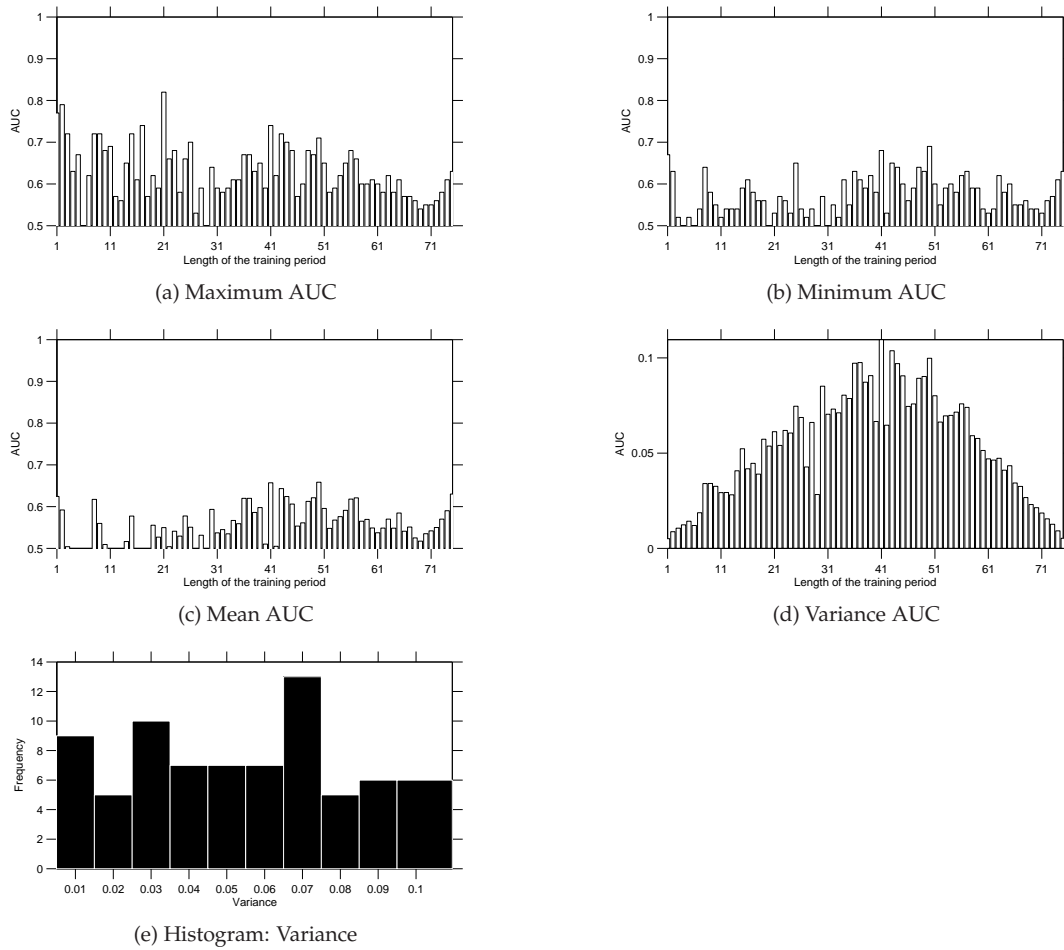 1
0.9
0.8
AUC
0.7
0.6
0.5
1 11 21 31 41 51 61 71
Length of the training period
(a) Maximum AUC
1
0.9
0.8
AUC
0.7
0.6
0.5
1 11 21 31 41 51 61 71
Length of the training period
(b) Minimum AUC
1
0.9
0.8
AUC
0.7
0.6
0.5
1 11 21 31 41 51 61 71
Length of the training period
(c) Mean AUC
0.1
AUC
0.05
0
1 11 21 31 41 51 61 71
Length of the training period
(d) Variance AUC
14
12
10
Frequency
8
6
4
2
0
0.01 0.02 0.03 0.04 0.05 0.06 0.07 0.08 0.09 0.1
Variance
(e) Histogram: Variance